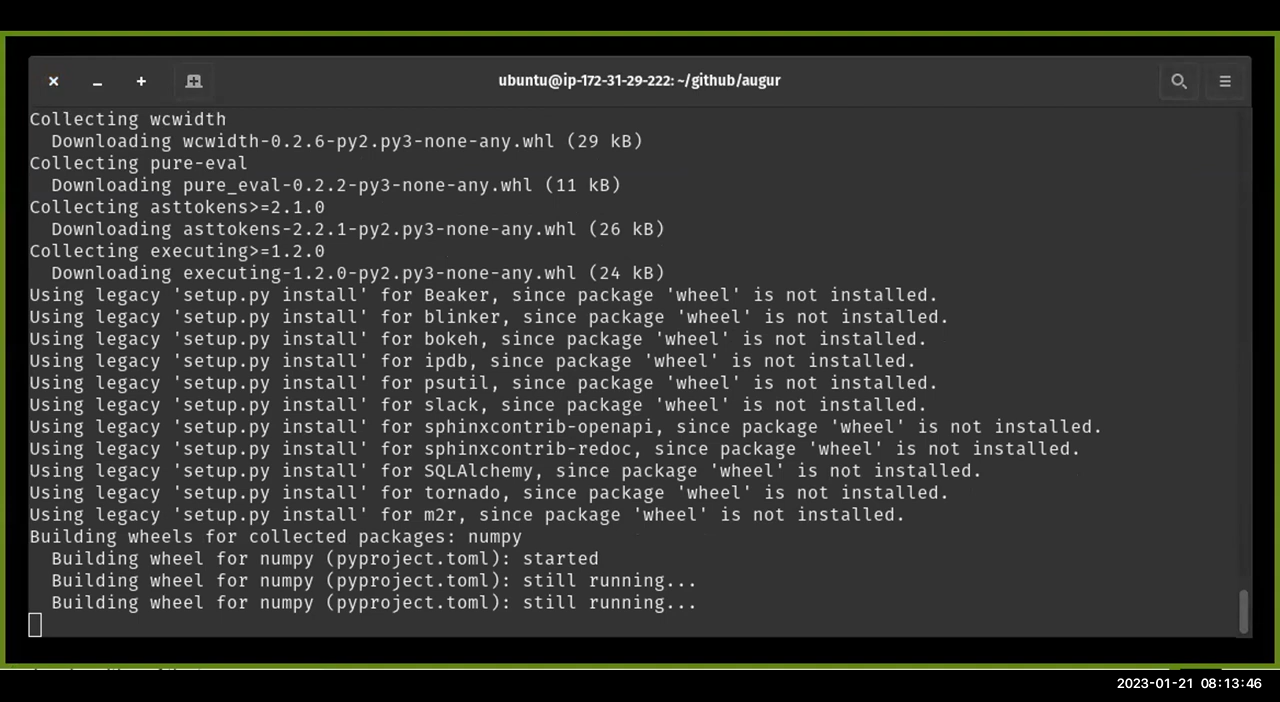 ubuntu@ip-172-31-29-222: ~/github/augur
Collecting wcwidth
Downloading wcwidth-0.2.6-py2.py3-none-any.whl (29 kB)
Collecting pure-eval
Downloading pure_eval-0.2.2-py3-none-any.whl (11 kB)
Collecting asttokens>=2.1.0
Downloading asttokens-2.2.1-py2.py3-none-any.whl (26 kB)
Collecting executing>=1.2.0
Downloading executing-1.2.0-py2.py3-none-any.whl (24 kB)
Using legacy 'setup.py install' for Beaker, since package 'wheel' is not installed.
Using legacy 'setup.py install' for blinker, since package 'wheel' is not installed.
Using legacy 'setup.py install' for bokeh, since package 'wheel' is not installed.
Using legacy 'setup.py install' for ipdb, since package 'wheel' is not installed.
Using legacy 'setup.py install' for psutil, since package 'wheel' is not installed.
Using legacy 'setup.py install' for slack, since package 'wheel' is not installed.
Using legacy 'setup.py install' for sphinxcontrib-openapi, since package 'wheel' is not installed.
Using legacy 'setup.py install' for sphinxcontrib-redoc, since package 'wheel' is not installed.
Using legacy 'setup.py install' for SQLAlchemy, since package 'wheel' is not installed.
Using legacy 'setup.py install' for tornado, since package 'wheel' is not installed.
Using legacy 'setup.py install' for m2r, since package 'wheel' is not installed.
Building wheels for collected packages: numpy
Building wheel for numpy (pyproject.toml): started
Building wheel for numpy (pyproject.toml): still running...
Building wheel for numpy (pyproject.toml): still running...
2023-01-21 08:13:46